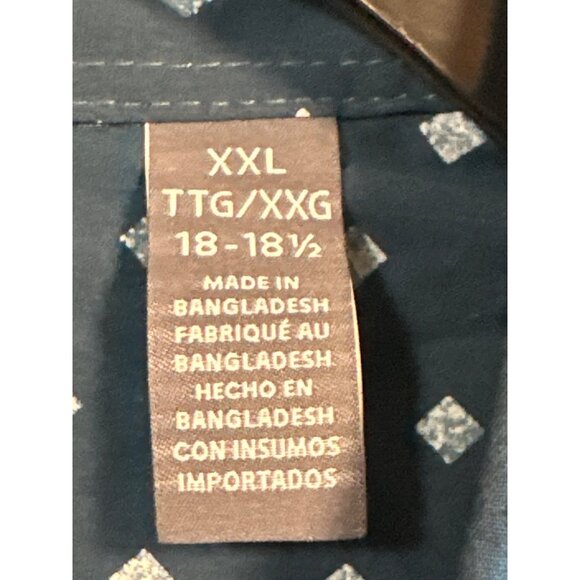 XXL
TTG/XXG
18-18½
MADE IN
BANGLADESH
FABRIQUÉ AU
BANGLADESH
HECHO EN
BANGLADESH
CON INSUMOS
IMPORTADOS